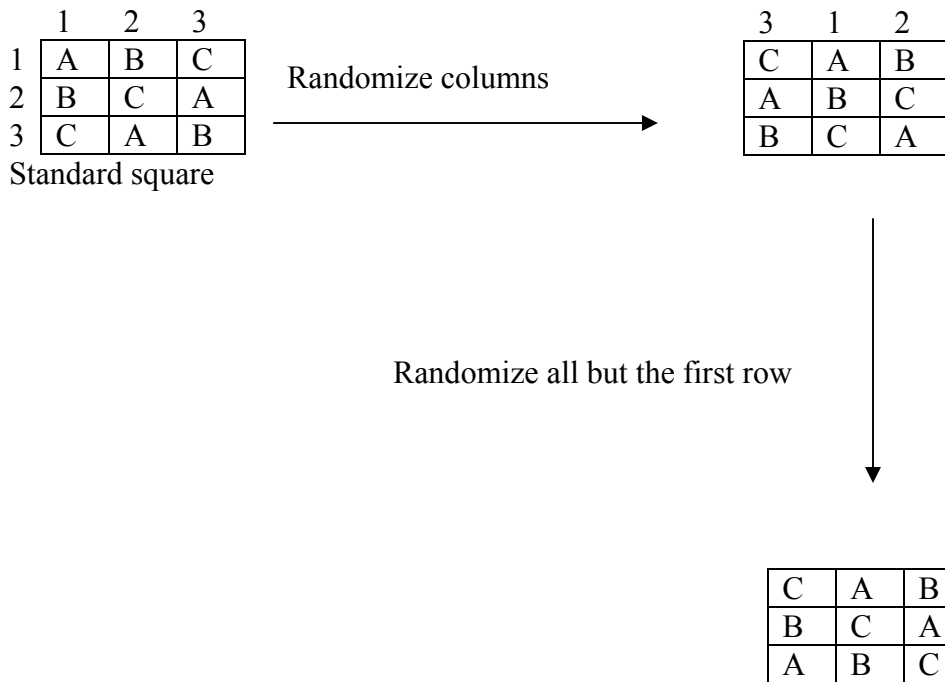 1 2 3
1 A B C
2 B C A
3 C A B
Standard square
Randomize columns
3 1 2
C A B
A B C
B C A
Randomize all but the first row
C A B
B C A
A B C